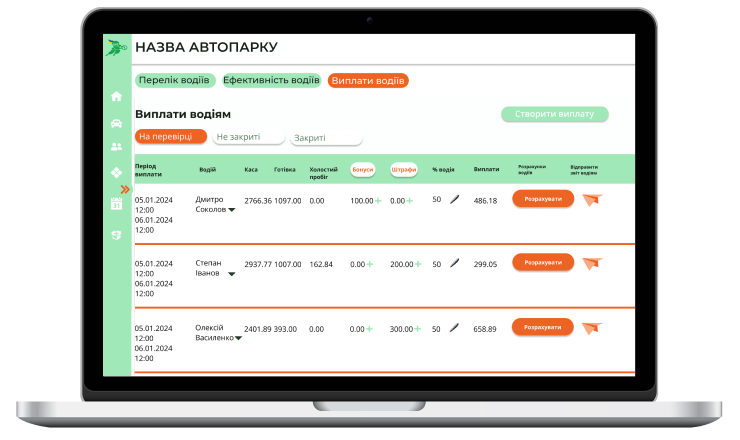 НАЗВА АВТОПАРКУ
Перелік водіїв Ефективність водіїв Виплати водіїв
Виплати водіям Створити виплату
На перевірці Не закриті Закриті
Період виплати Водій Каса Готівка Холостий пробіг Бонуси Штрафи % водія Виплати Розрахунки водіїв Відправити звіт водіям
05.01.2024 Дмитро 2766.36 1097.00 0.00 100.00+ 0.00+ 50 486.18 Розрахувати
12:00 Соколов
06.01.2024
12:00
05.01.2024 Степан 2937.77 1007.00 162.84 0.00+ 200.00+ 50 299.05 Розрахувати
12:00 Іванов
06.01.2024
12:00
05.01.2024 Олексій 2401.89 393.00 0.00 0.00+ 300.00+ 50 658.89 Розрахувати
12:00 Василенко
06.01.2024
12:00